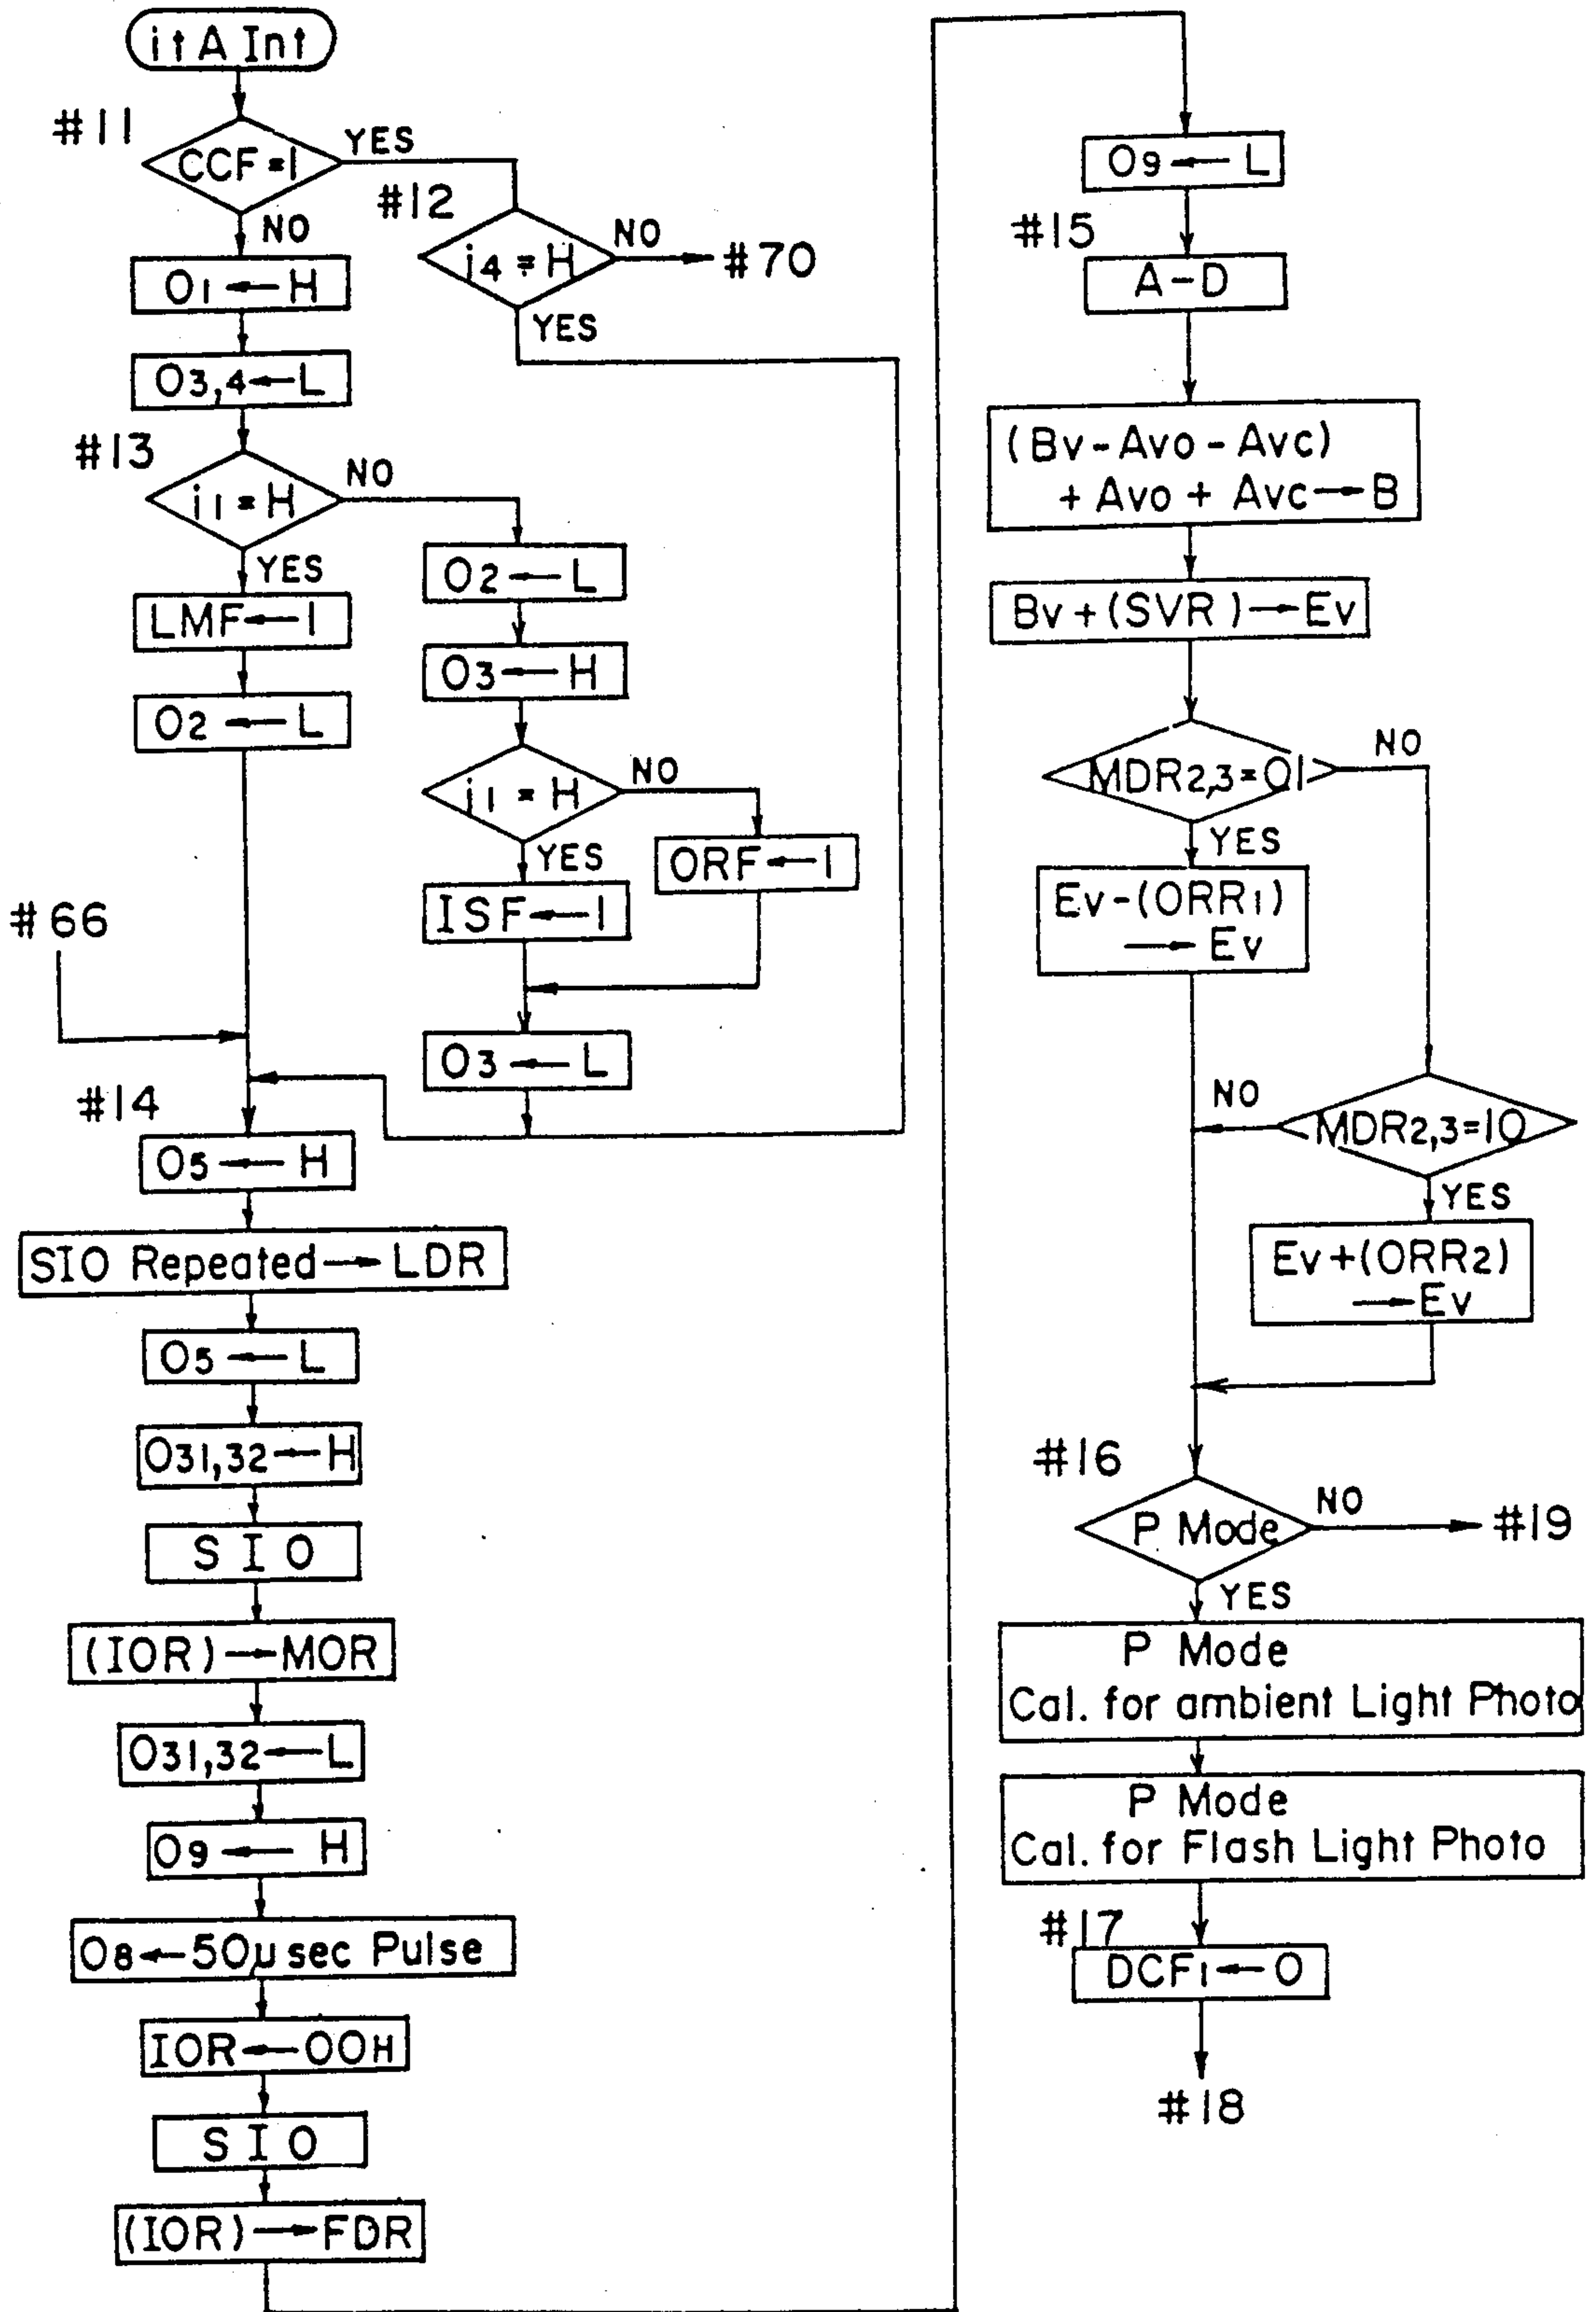 itA Int
#11
CCF=1
YES
NO
#12
i4=H
NO
#70
YES
O1←H
O3,4←L
#13
i1=H
NO
YES
LMF←1
O2←L
O2←L
O3←H
i1=H
NO
YES
ORF←1
ISF←1
O3←L
#66
#14
O5←H
SIO Repeated→LDR
O5←L
O31,32←H
SIO
(IOR)→MOR
O31,32←L
O9←H
O8←50μsec Pulse
IOR←OOH
SIO
(IOR)→FDR
O9←L
#15
A-D
(Bv-Avo-Avc)
+Avo+Avc→B
Bv+(SVR)→Ev
MDR2,3=01
NO
YES
Ev-(ORR1)
→Ev
MDR2,3=10
NO
YES
Ev+(ORR2)
→Ev
#16
P Mode
NO
#19
YES
P Mode
Cal. for ambient Light Photo
P Mode
Cal. for Flash Light Photo
#17
DCF1←0
#18